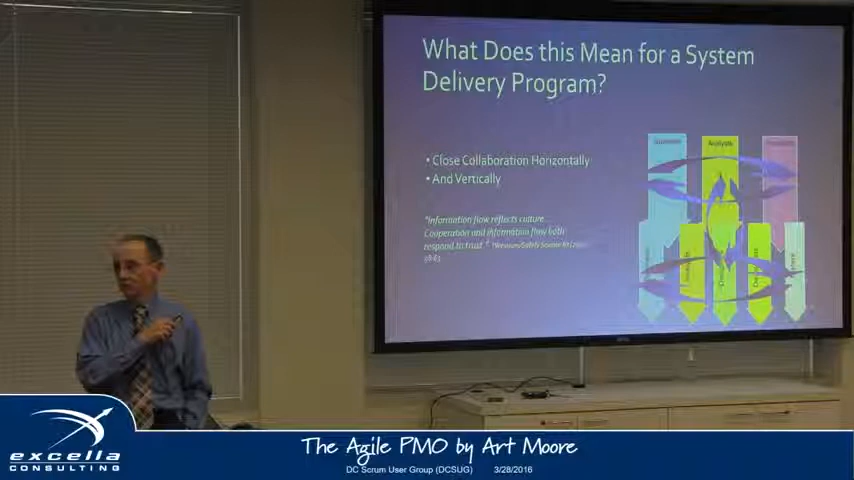 What Does this Mean for a System
Delivery Program?
• Close Collaboration Horizontally
• And Vertically
"Information flow reflects culture.
Cooperation and information flow both
respond to trust."
Analysis
excella
CONSULTING
The Agile PMO by Art Moore
DC Scrum User Group (DCSUG) 3/28/2016